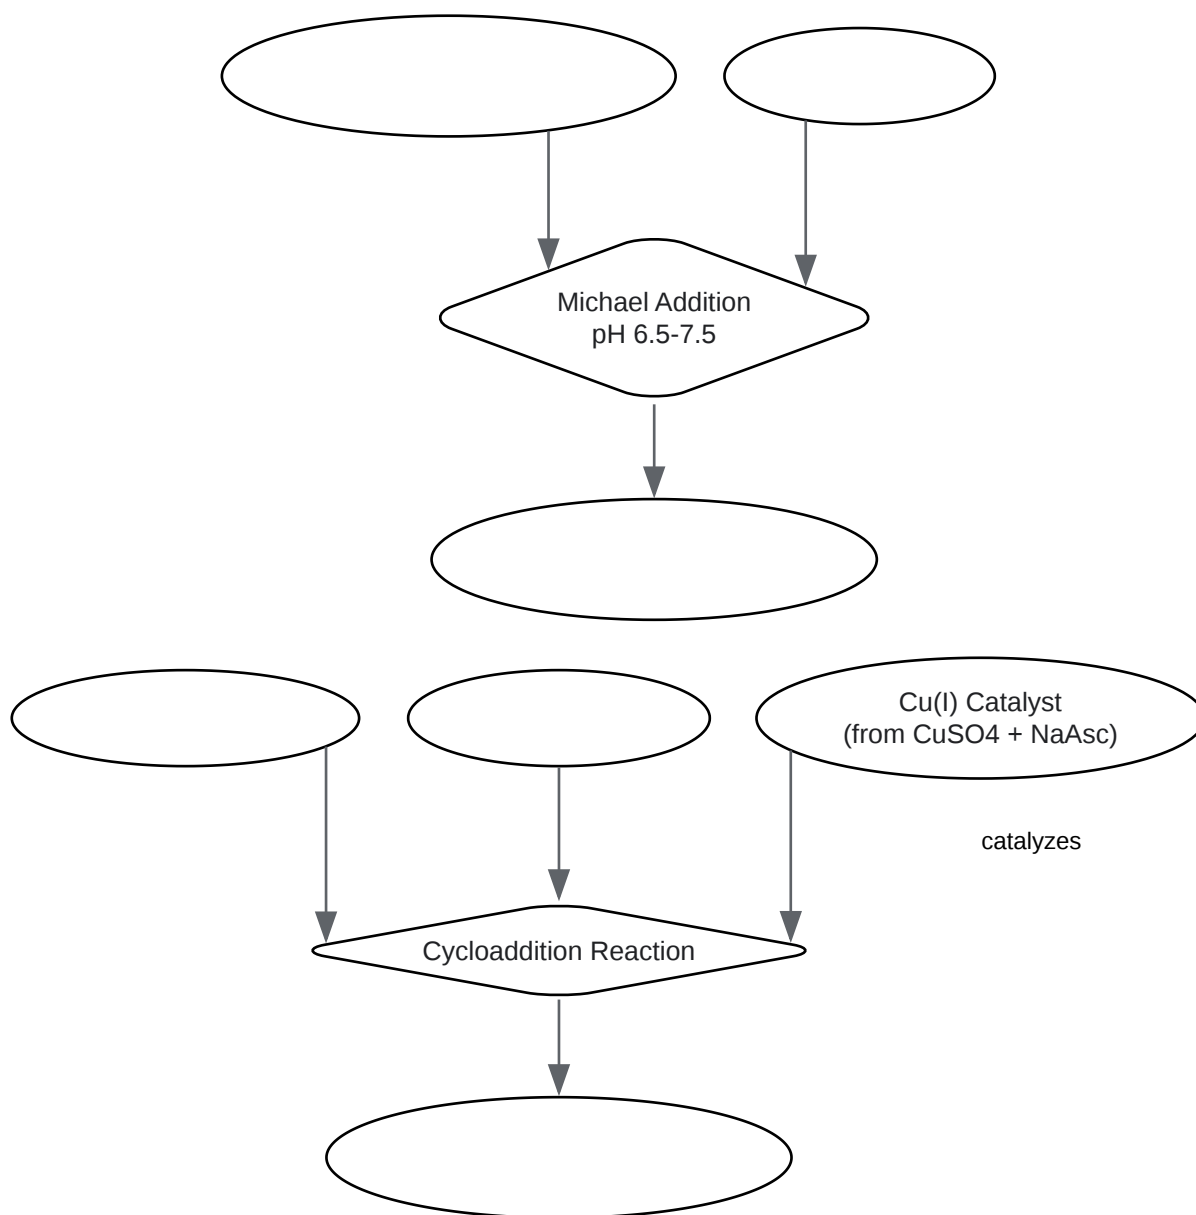 Michael Addition
pH 6.5-7.5
Cu(I) Catalyst
(from CuSO4 + NaAsc)
catalyzes
Cycloaddition Reaction